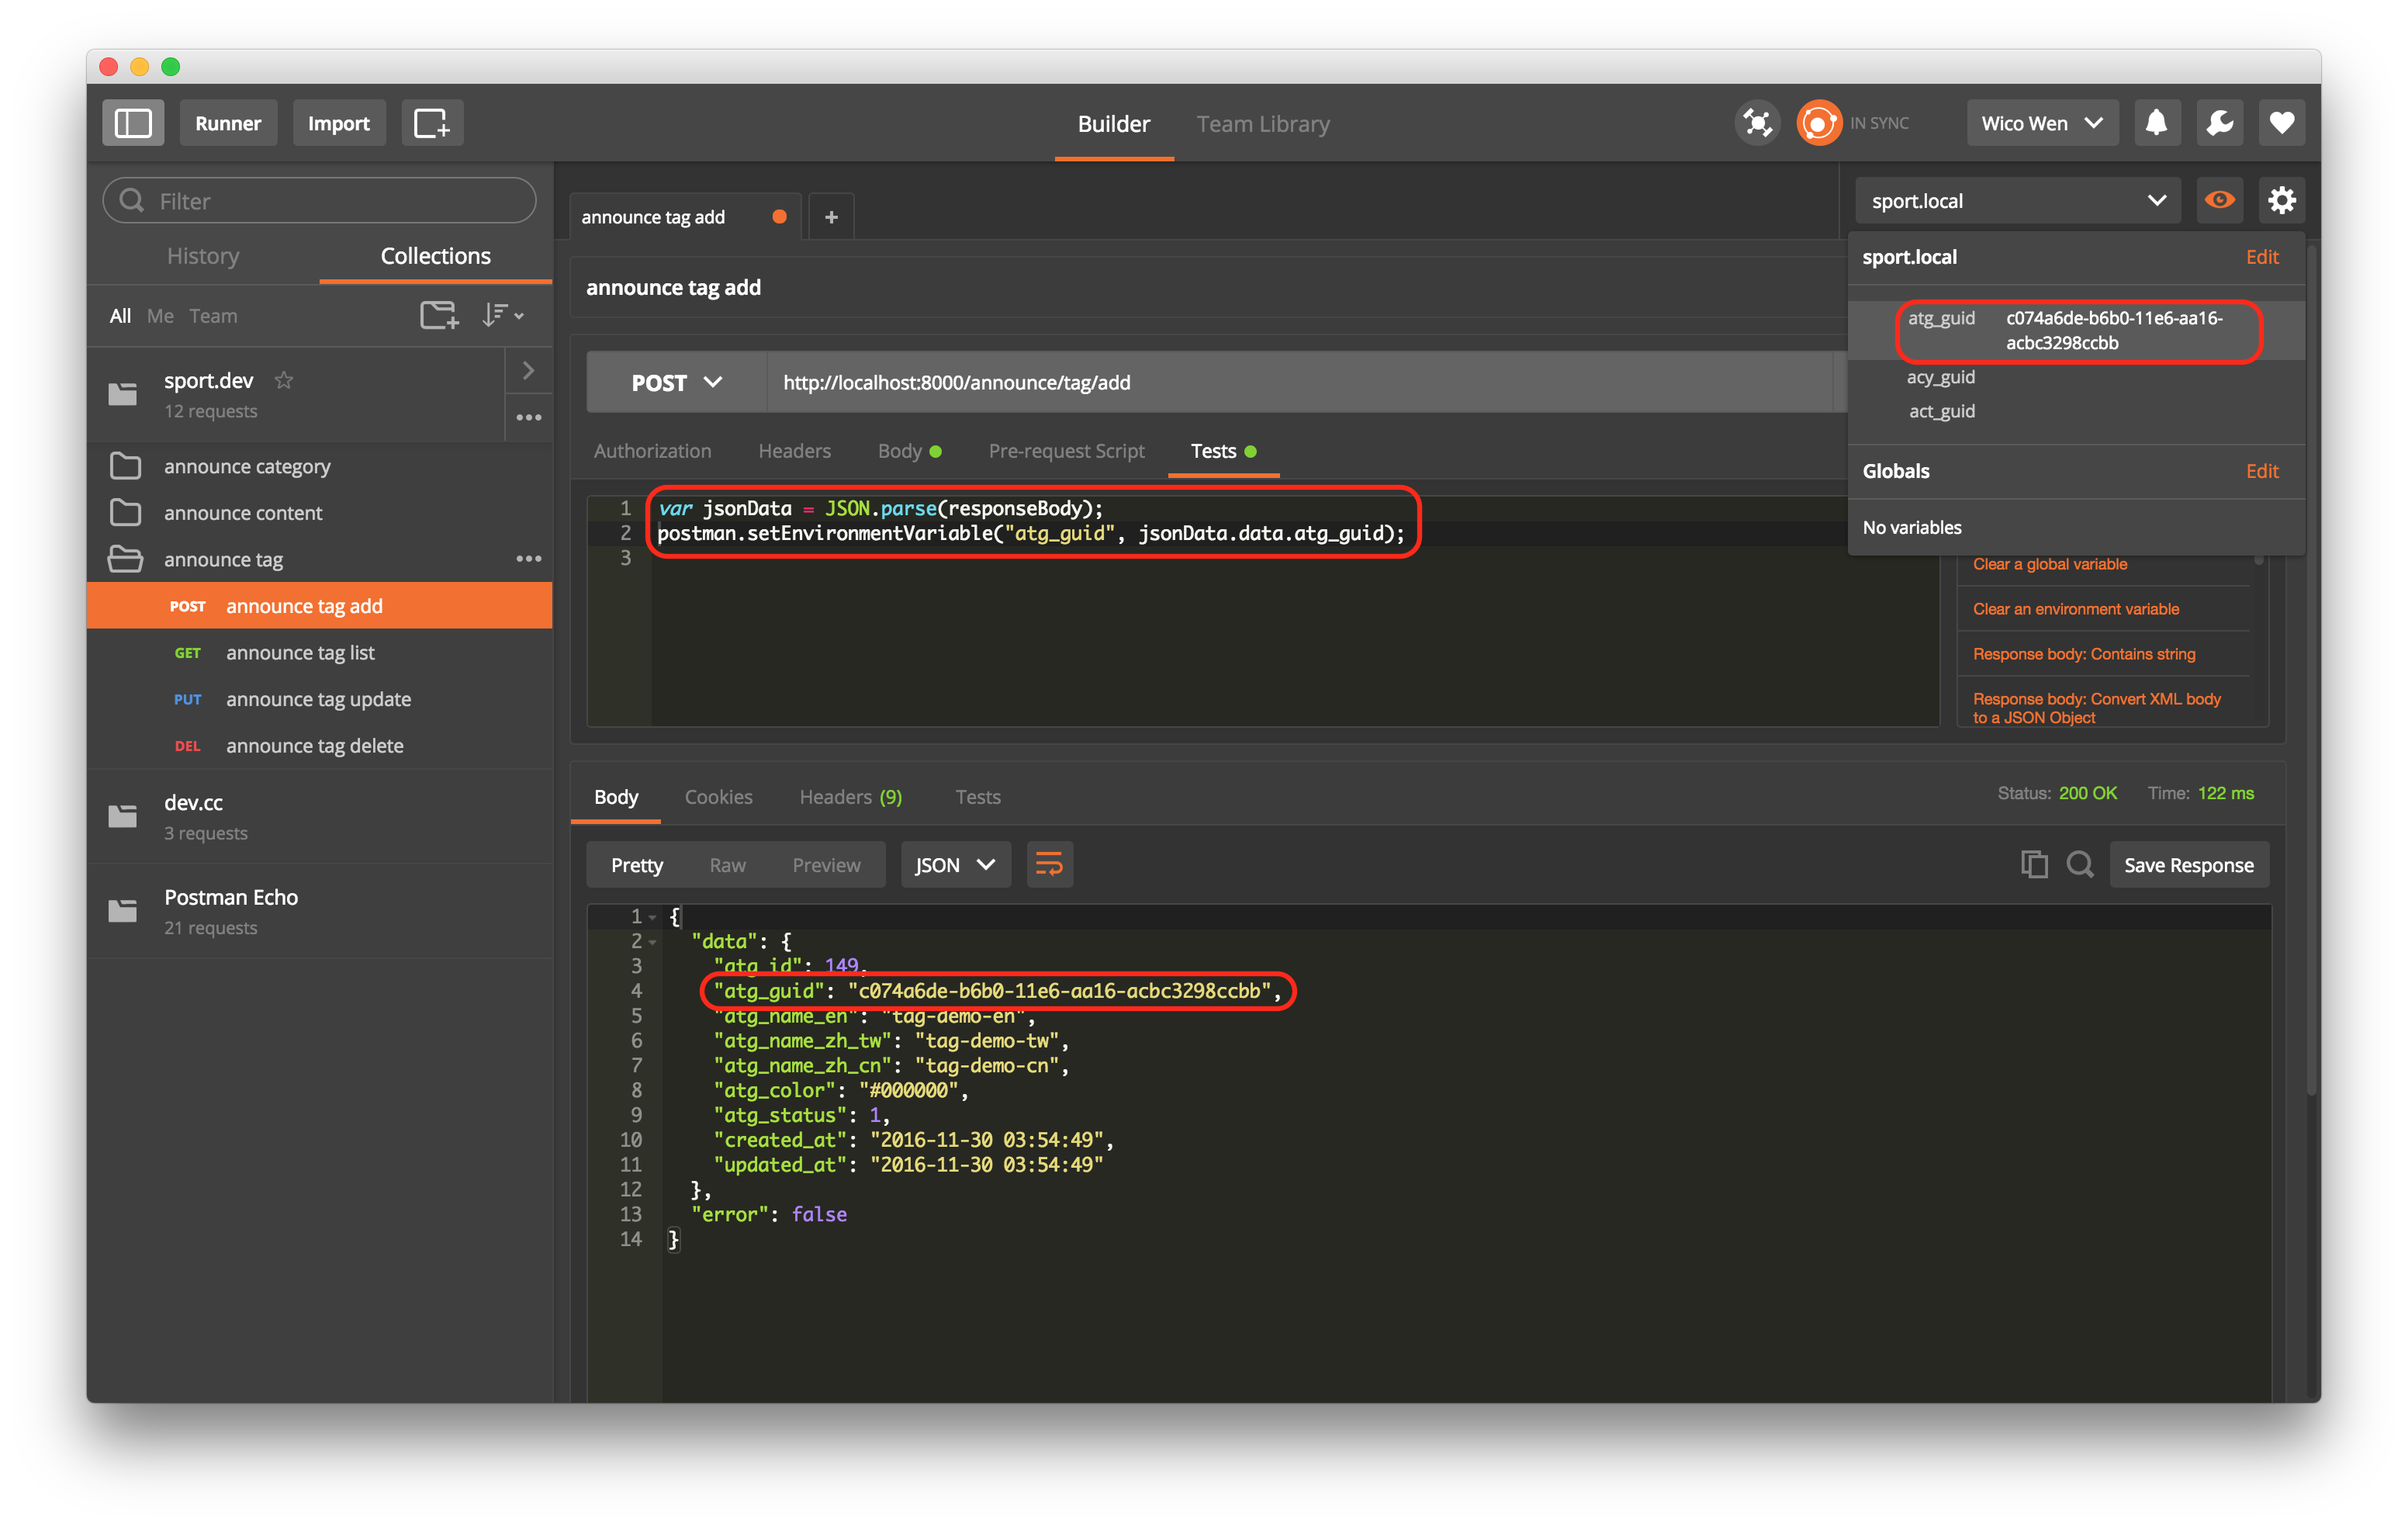 Runner
Import
Builder
Team Library
IN SYNC
Wico Wen
Filter
History
Collections
All Me Team
sport.dev
12 requests
announce category
announce content
announce tag
POST announce tag add
GET announce tag list
PUT announce tag update
DEL announce tag delete
dev.cc
3 requests
Postman Echo
21 requests
announce tag add
+
sport.local
sport.local Edit
atg_guid c074a6de-b6b0-11e6-aa16-
acbc3298ccbb
acy_guid
act_guid
Globals Edit
No variables
announce tag add
POST http://localhost:8000/announce/tag/add
Authorization Headers Body Pre-request Script Tests
1 var jsonData = JSON.parse(responseBody);
2 postman.setEnvironmentVariable("atg_guid", jsonData.data.atg_guid);
3
Clear a global variable
Clear an environment variable
Response body: Contains string
Response body: Convert XML body
to a JSON Object
Body Cookies Headers (9) Tests
Status: 200 OK Time: 122 ms
Pretty Raw Preview JSON
Save Response
1 {
2 "data": {
3 "atg_id": 149,
4 "atg_guid": "c074a6de-b6b0-11e6-aa16-acbc3298ccbb",
5 "atg_name_en": "tag-demo-en",
6 "atg_name_zh_tw": "tag-demo-tw",
7 "atg_name_zh_cn": "tag-demo-cn",
8 "atg_color": "#000000",
9 "atg_status": 1,
10 "created_at": "2016-11-30 03:54:49",
11 "updated_at": "2016-11-30 03:54:49"
12 },
13 "error": false
14 }